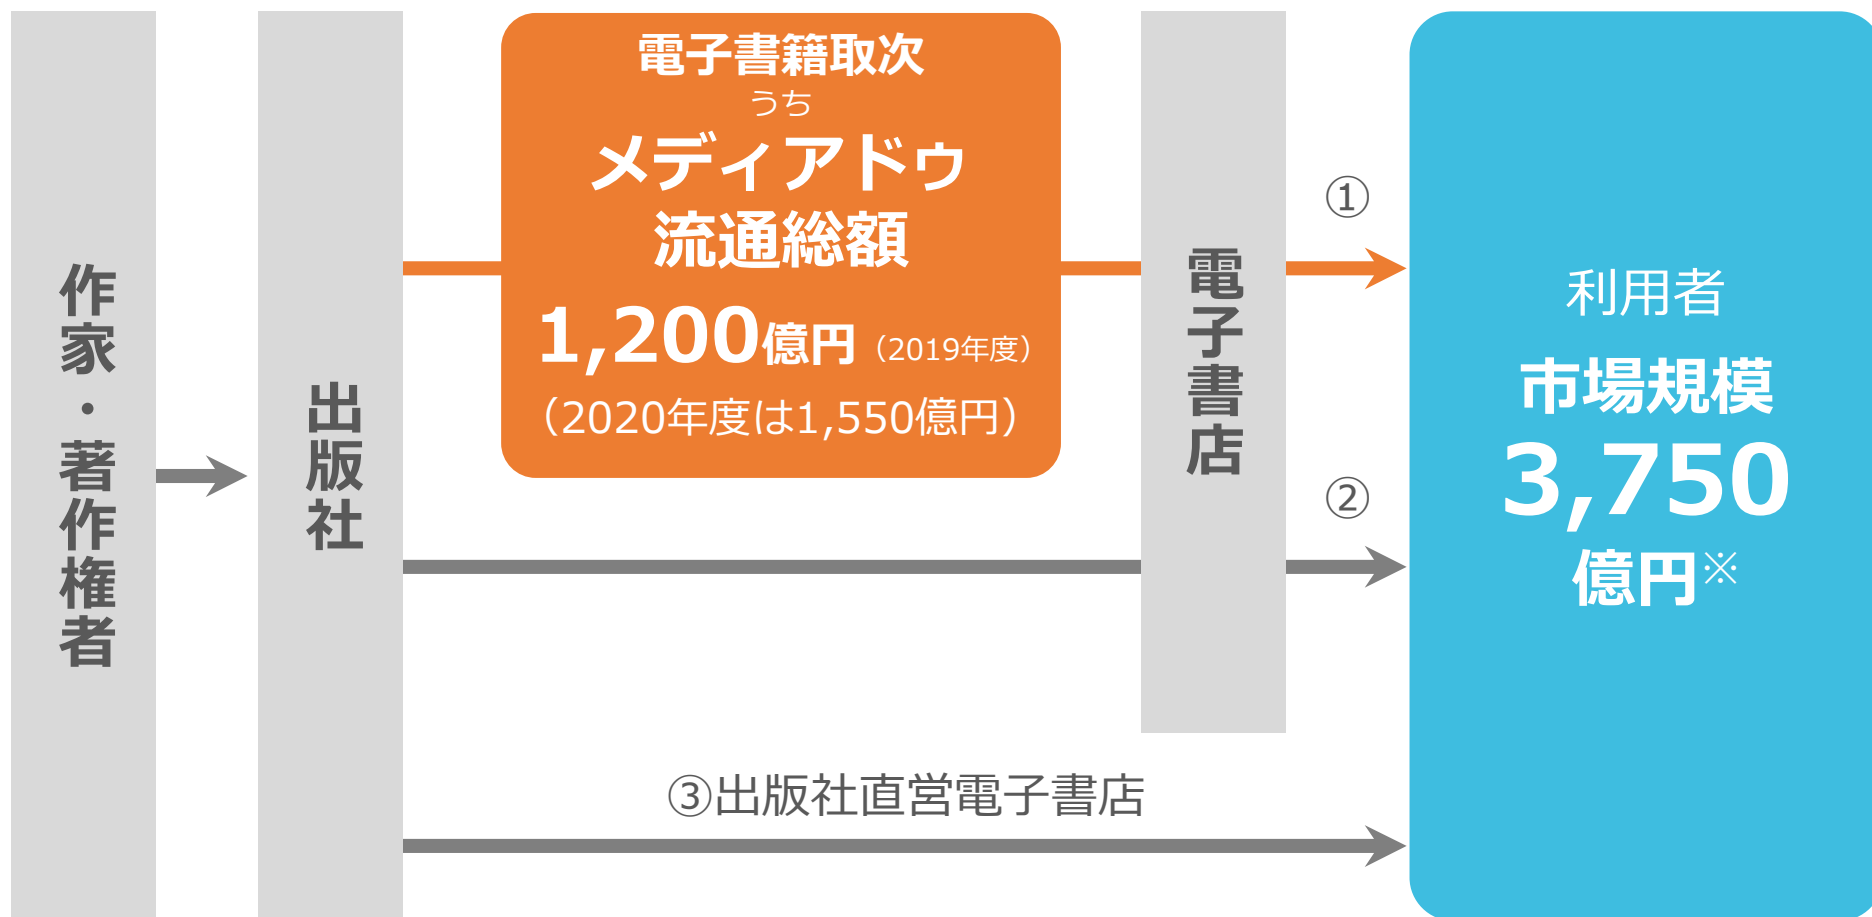 作家・著作権者
出版社
電子書籍取次
うち
メディアドゥ
流通総額
1,200億円（2019年度）
（2020年度は1,550億円）
電子書店
①
②
③出版社直営電子書店
利用者
市場規模
3,750
億円※